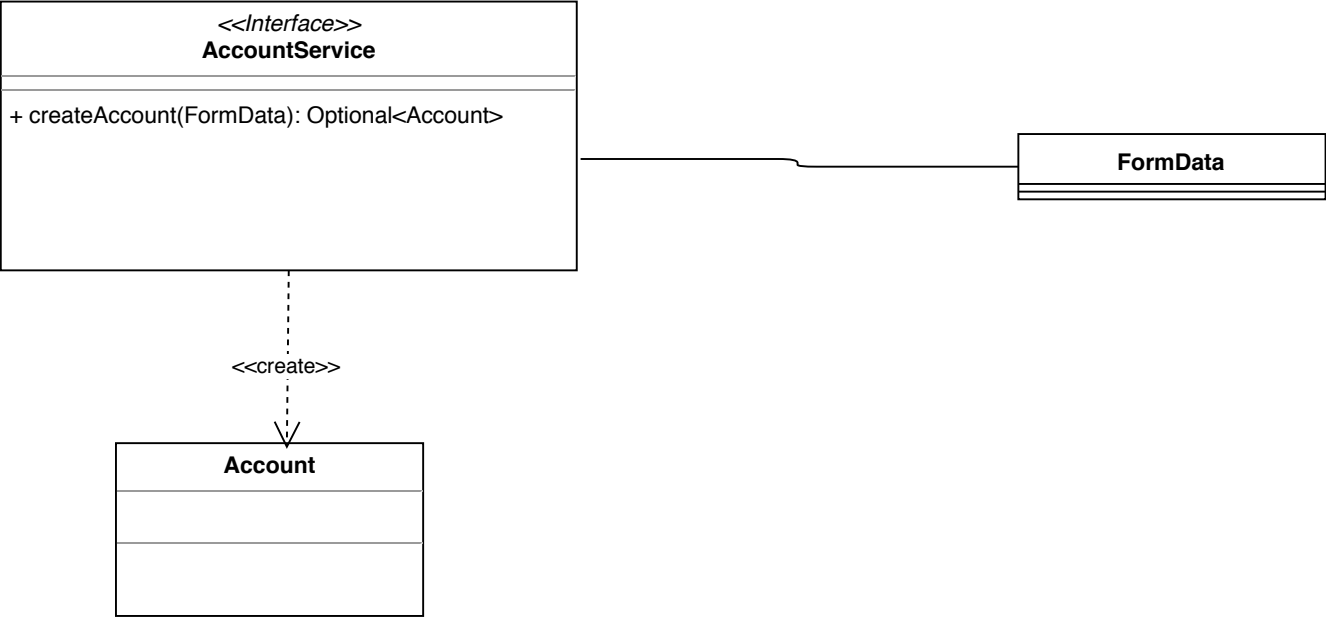 <<Interface>>
AccountService
+ createAccount(FormData): Optional<Account>
FormData
<<create>>
Account